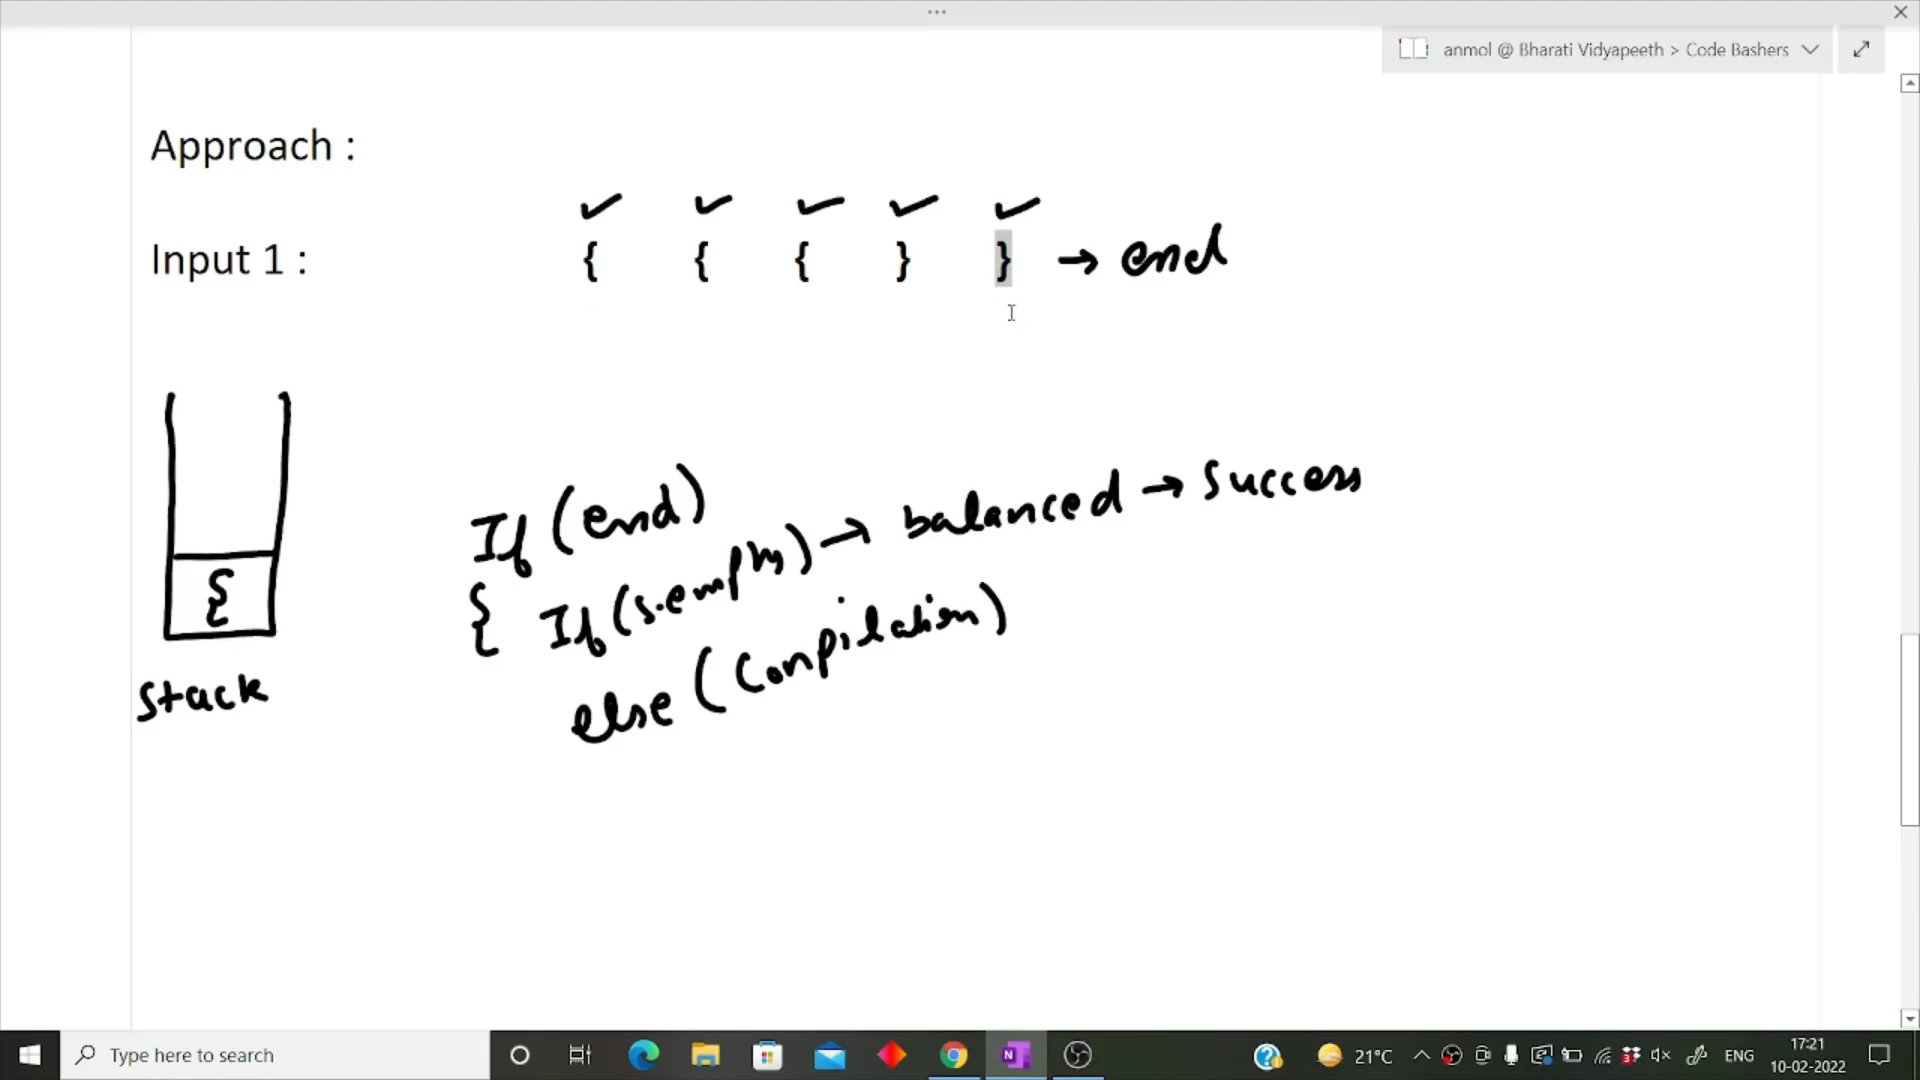 anmol @ Bharati Vidyapeeth > Code Bashers
Approach :
Input 1 : { { { } } → end
If (end)
{ If (s.empty) → balanced → Success
else (Compilation)
{
Stack
Type here to search
21°C
ENG
17:21
10-02-2022